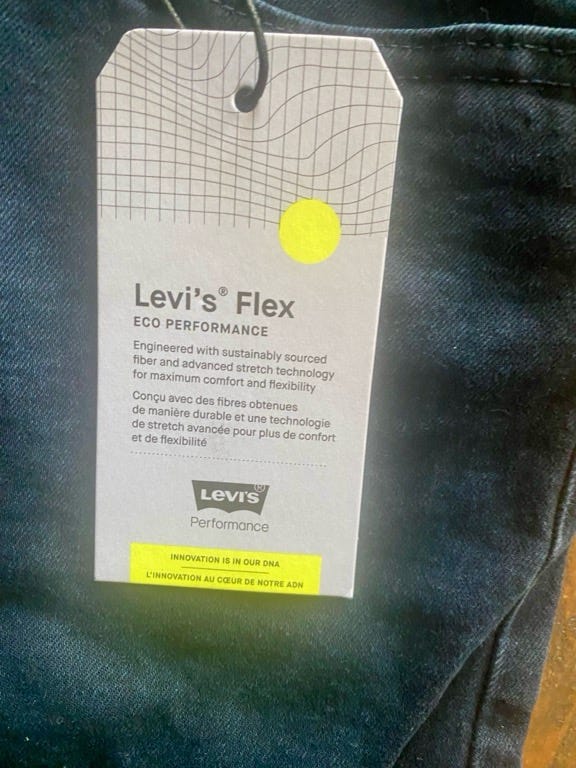 Levi's® Flex
ECO PERFORMANCE
Engineered with sustainably sourced
fiber and advanced stretch technology
for maximum comfort and flexibility
Conçu avec des fibres obtenues
de manière durable et une technologie
de stretch avancée pour plus de confort
et de flexibilité
LEVI'S®
Performance
INNOVATION IS IN OUR DNA
L'INNOVATION AU CŒUR DE NOTRE ADN